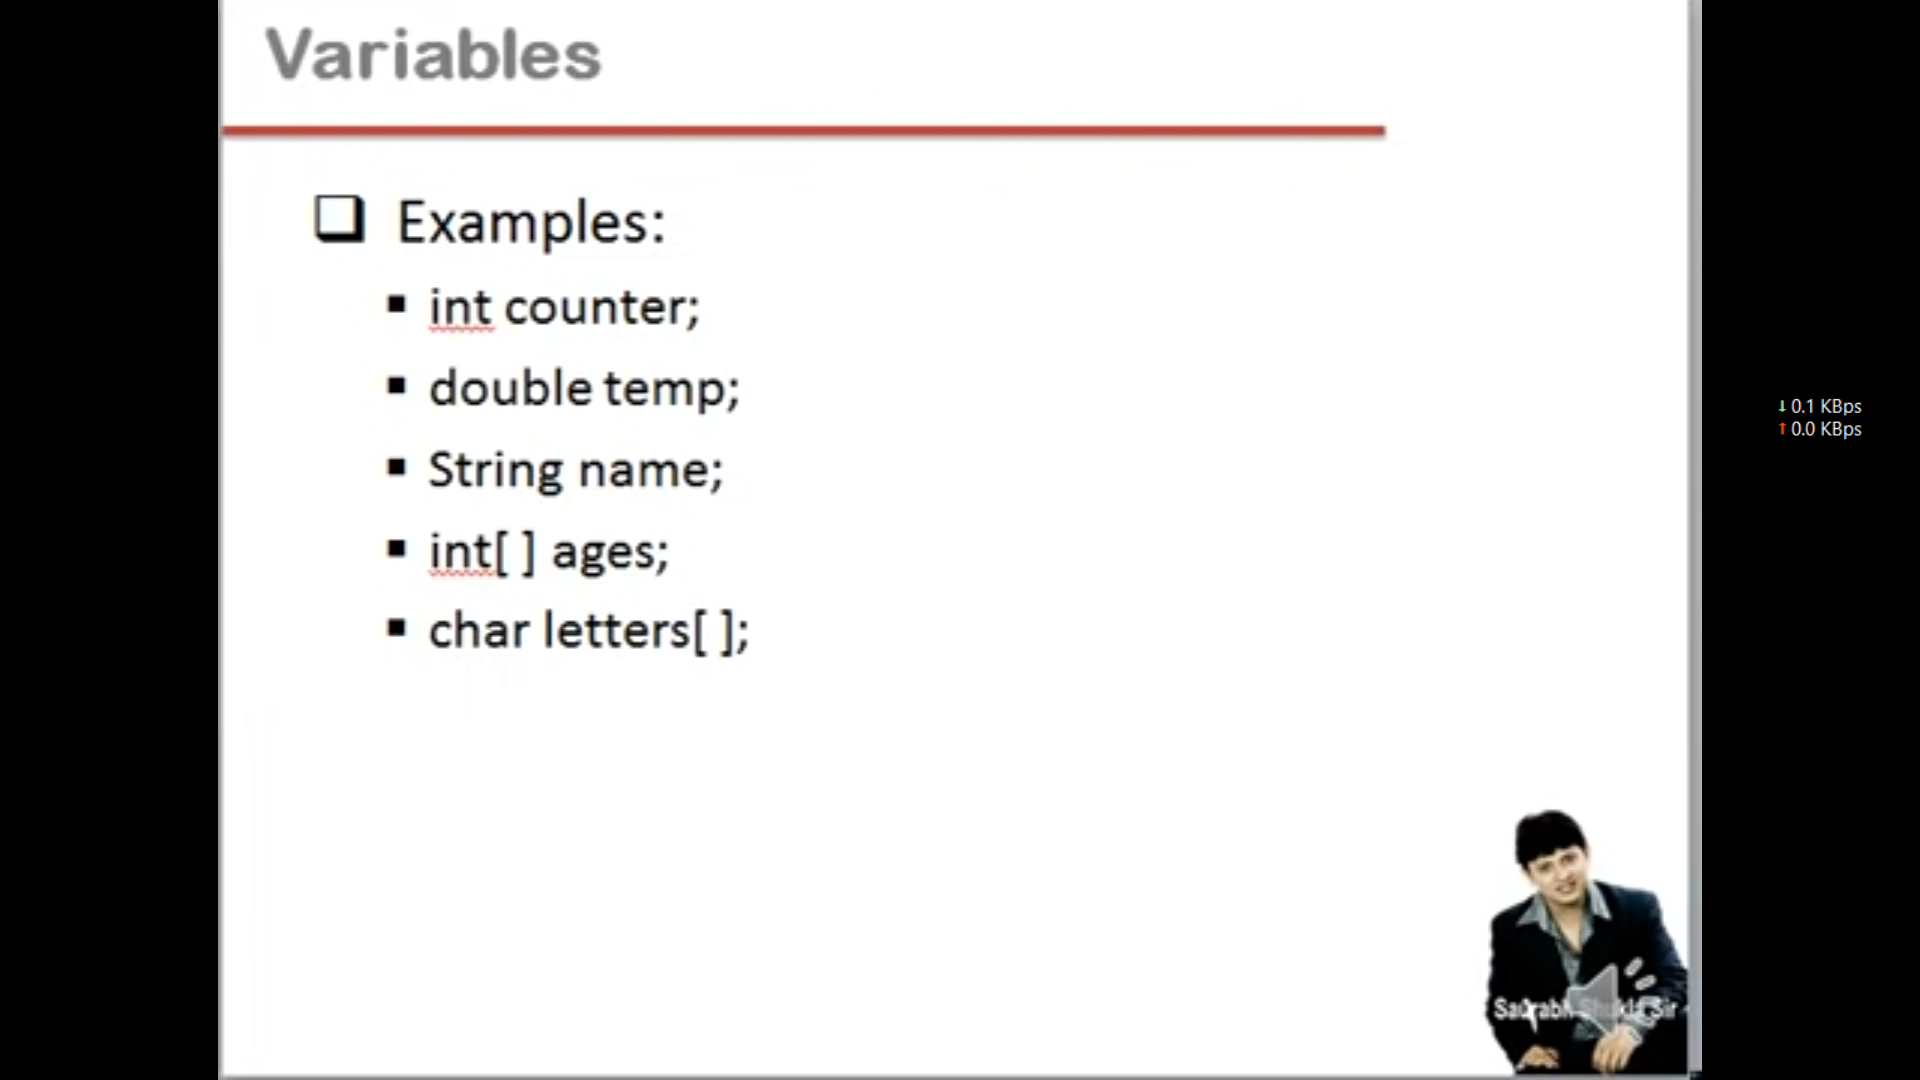 Variables
Examples:
int counter;
double temp;
String name;
int[ ] ages;
char letters[ ];
↓ 0.1 KBps
↑ 0.0 KBps
Saurabh Shukla Sir